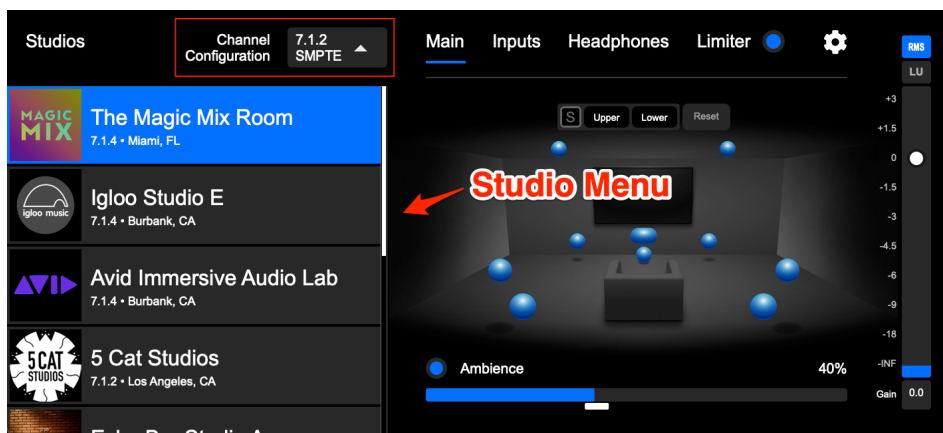 Studios
Channel
Configuration
7.1.2
SMPTE
Main Inputs Headphones Limiter
RMS
LU
MAGIC
MIX
The Magic Mix Room
7.1.4 • Miami, FL
igloo music
Igloo Studio E
7.1.4 • Burbank, CA
AVID
Avid Immersive Audio Lab
7.1.4 • Burbank, CA
5 CAT
STUDIOS
5 Cat Studios
7.1.2 • Los Angeles, CA
S Upper Lower Reset
Studio Menu
+3
+1.5
0
-1.5
-3
-4.5
-6
-9
-18
-INF
Ambience 40%
Gain 0.0